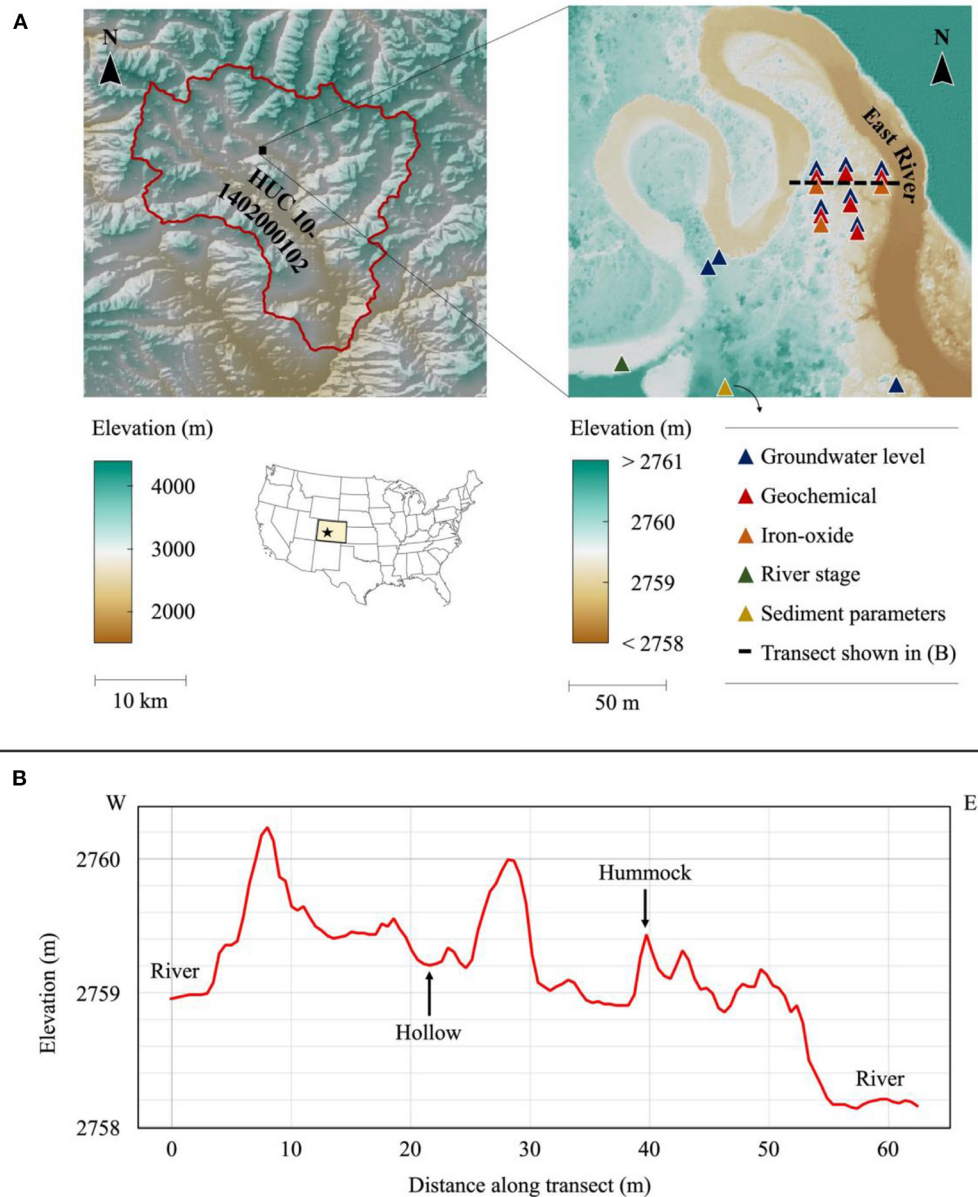 A
N
HUC 10-
1402000102
N
East River
Elevation (m)
4000
3000
2000
10 km
Elevation (m)
> 2761
2760
2759
< 2758
50 m
Groundwater level
Geochemical
Iron-oxide
River stage
Sediment parameters
Transect shown in (B)
B
W
E
2760
2759
2758
Elevation (m)
River
Hollow
Hummock
River
0
10
20
30
40
50
60
Distance along transect (m)